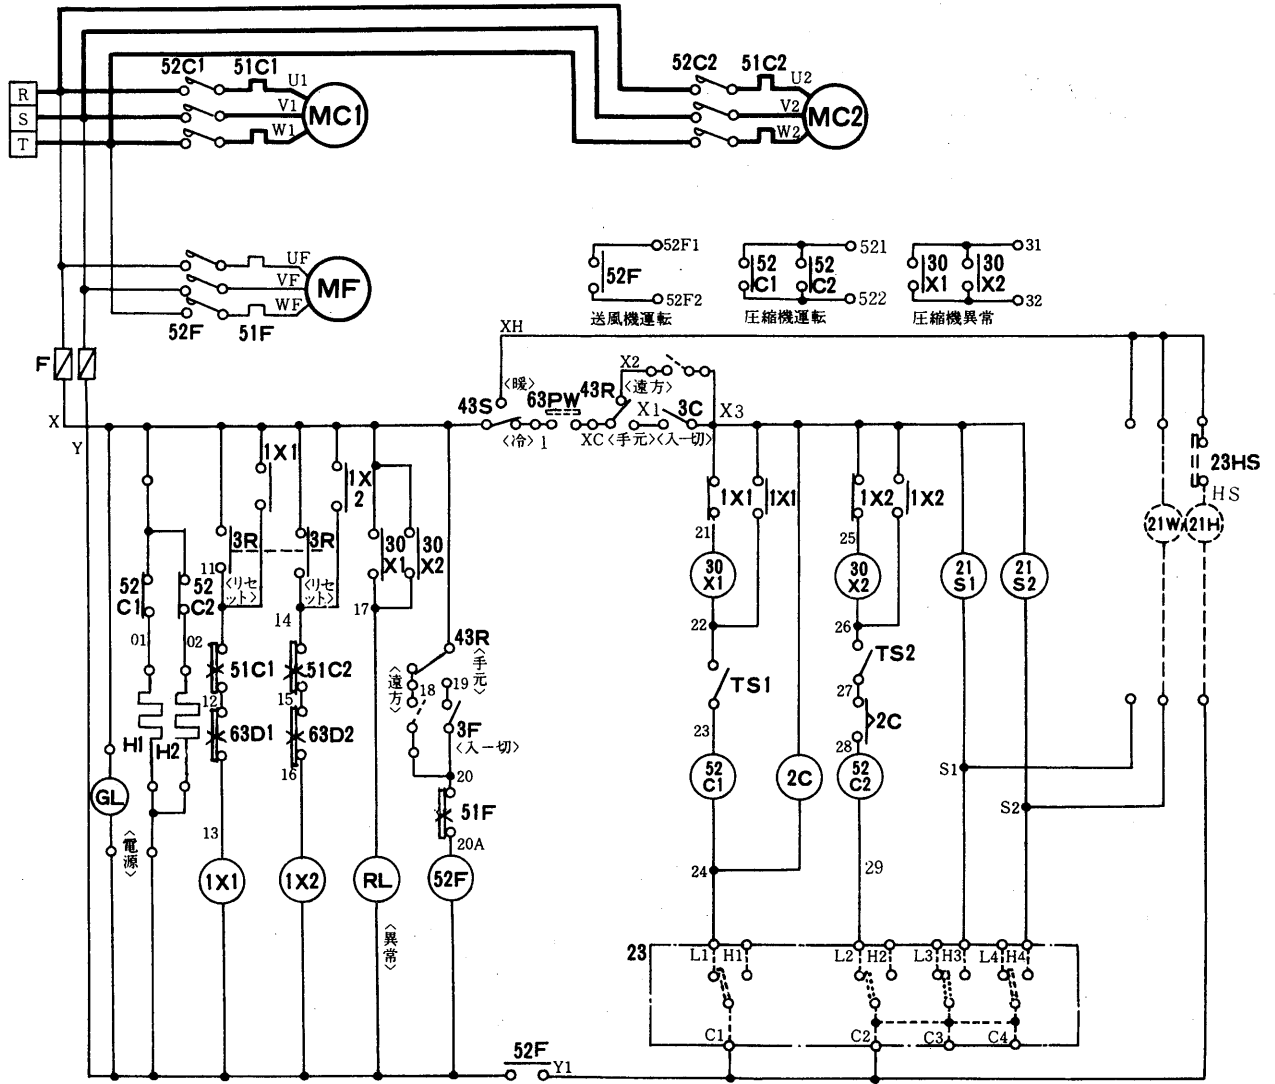 52C1 51C1 U1
52C2 51C2 U2
R
S
T
V1
W1
MC1
V2
W2
MC2
UF
VF
WF
MF
52F 51F
52F1
52F
52F2
送風機運転
52
C1
52
C2
521
522
圧縮機運転
30
X1
30
X2
31
32
圧縮機異常
F
XH
X2
〈暖〉
43S
63PW
43R
〈遠方〉
X
〈冷〉
1
XC
〈手元〉
X1
3C
〈入―切〉
X3
Y
1X1
1X
2
3R
3R
30
X1
30
X2
11
〈リセ
ット〉
〈リセ
ット〉
52
C1
52
C2
01
02
14
17
51C1
51C2
12
15
63D1
63D2
16
13
H1
H2
GL
〈電源〉
43R
〈遠方〉
〈手元〉
18
19
3F
〈入―切〉
20
51F
20A
1X1
1X2
RL
52F
〈異常〉
1X1
1X1
1X2
1X2
21
25
30
X1
30
X2
21
S1
21
S2
22
26
TS1
TS2
27
2C
23
28
52
C1
2C
52
C2
24
29
S1
S2
23HS
HS
21W
21H
23
L1 H1
L2 H2
L3 H3
L4 H4
C1
C2
C3
C4
52F
Y1